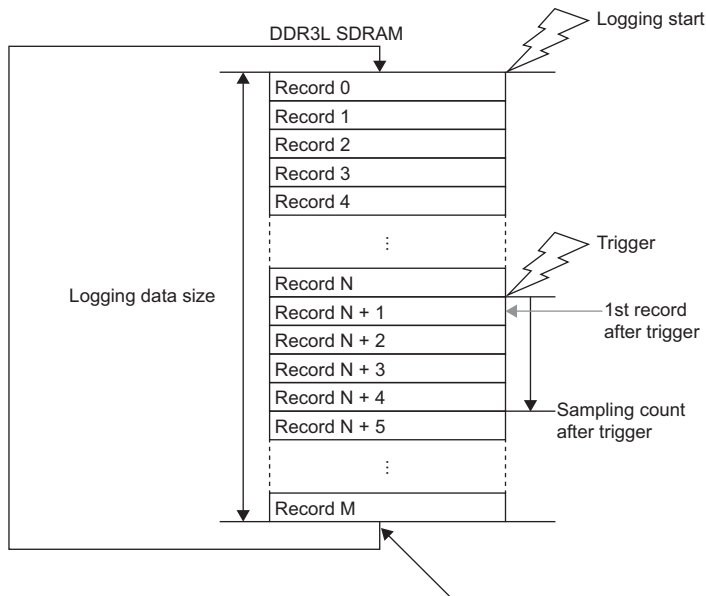 Logging start
DDR3L SDRAM
Record 0
Record 1
Record 2
Record 3
Record 4
⋮
Trigger
Record N
Logging data size
Record N + 1
1st record
after trigger
Record N + 2
Record N + 3
Record N + 4
Sampling count
after trigger
Record N + 5
⋮
Record M